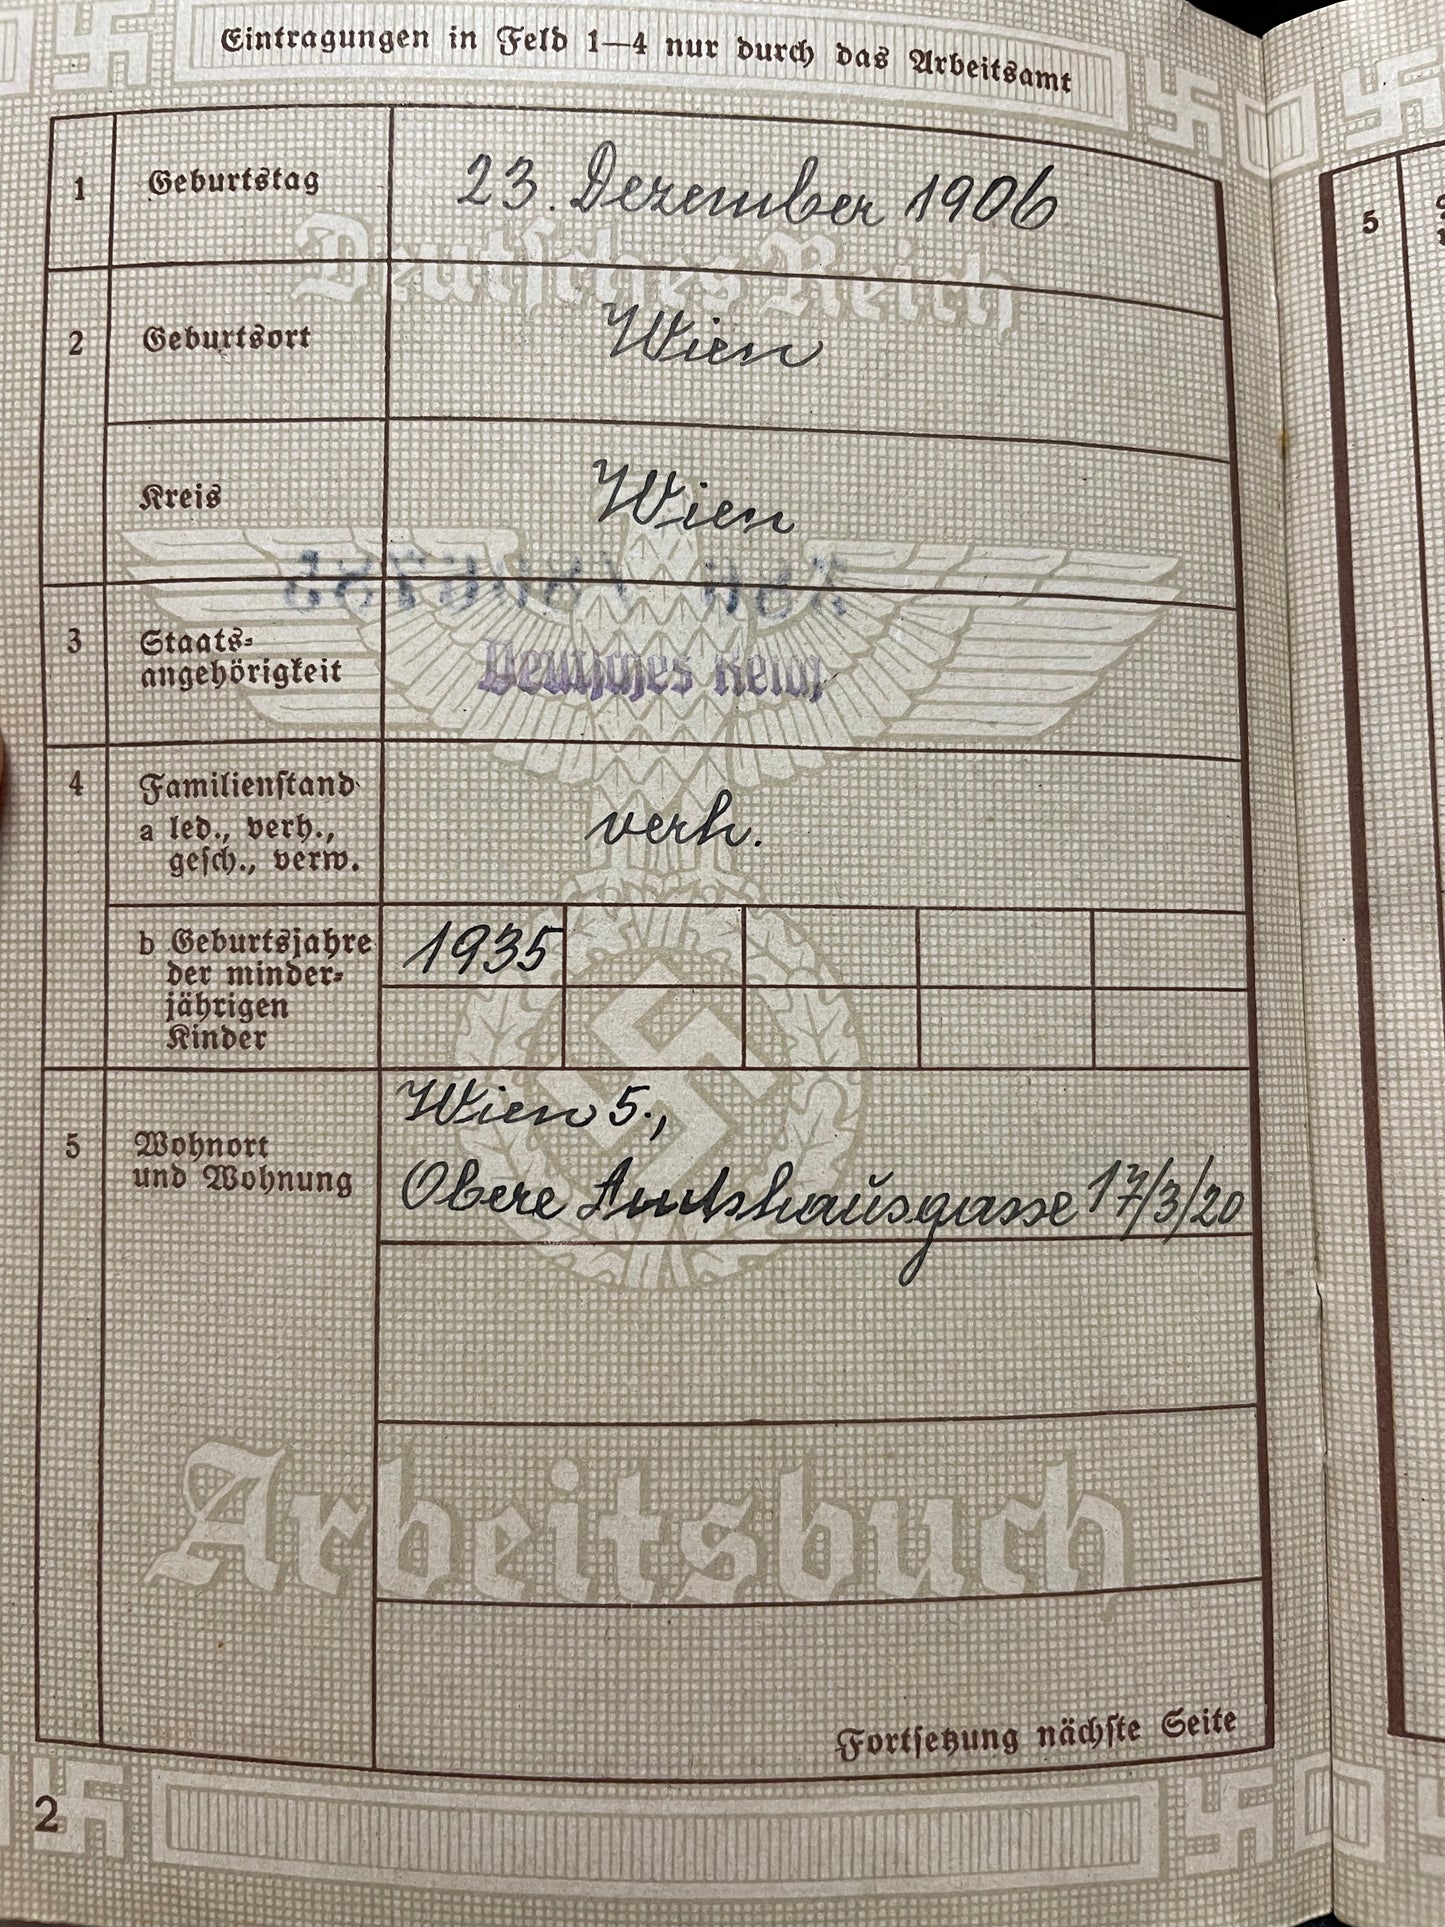 Eintragungen in Feld 1—4 nur durch das Arbeitsamt
1
Geburtstag
23. Dezember 1906
Deutsches Reich
2
Geburtsort
Wien
Kreis
Wien
3
Staats-
angehörigkeit
Deutsches Reich
4
Familienstand
a led., verh.,
gesch., verw.
verh.
b Geburtsjahre
der minder-
jährigen
Kinder
1935
5
Wohnort
und Wohnung
Wien 5.,
Obere Amtshausgasse 17/3/20
Arbeitsbuch
Fortsetzung nächste Seite
2
5